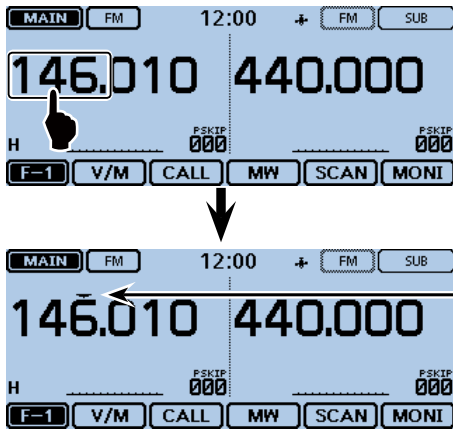 MAIN FM 12:00 FM SUB
146.010 440.000
PSKIP PSKIP
H 000 000
F-1 V/M CALL MW SCAN MONI
MAIN FM 12:00 FM SUB
146.010 440.000
PSKIP PSKIP
H 000 000
F-1 V/M CALL MW SCAN MONI